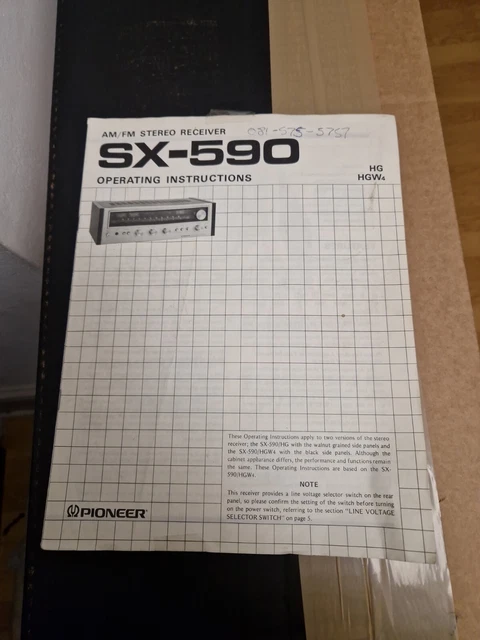 AM/FM STEREO RECEIVER
081-575-5757
SX-590
OPERATING INSTRUCTIONS
HG
HGW4
These Operating Instructions apply to two versions of the stereo
receiver; the SX-590/HG with the walnut grained side panels and
the SX-590/HGW4 with the black side panels. Although the
cabinet appearance differs, the performance and functions remain
the same. These Operating Instructions are based on the SX-
590/HGW4.
NOTE
This receiver provides a line voltage selector switch on the rear
panel, so please confirm the setting of the switch before turning
on the power switch, referring to the section "LINE VOLTAGE
SELECTOR SWITCH" on page 5.
PIONEER